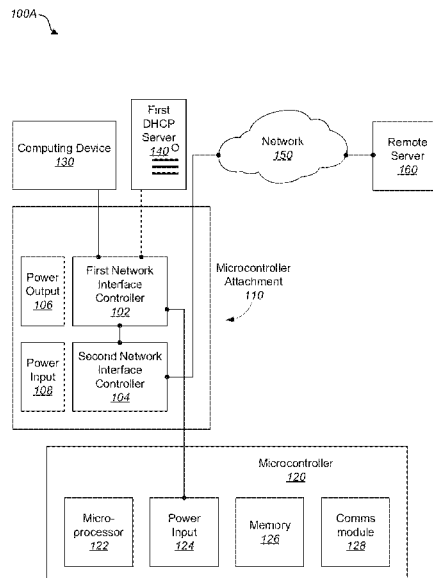 100A
First
DHCP
Server
140
Computing Device
130
Network
150
Remote
Server
160
Power
Output
106
First Network
Interface
Controller
102
Microcontroller
Attachment
110
Power
Input
108
Second Network
Interface
Controller
104
Microcontroller
120
Micro-
processor
122
Power
Input
124
Memory
126
Comms
module
128